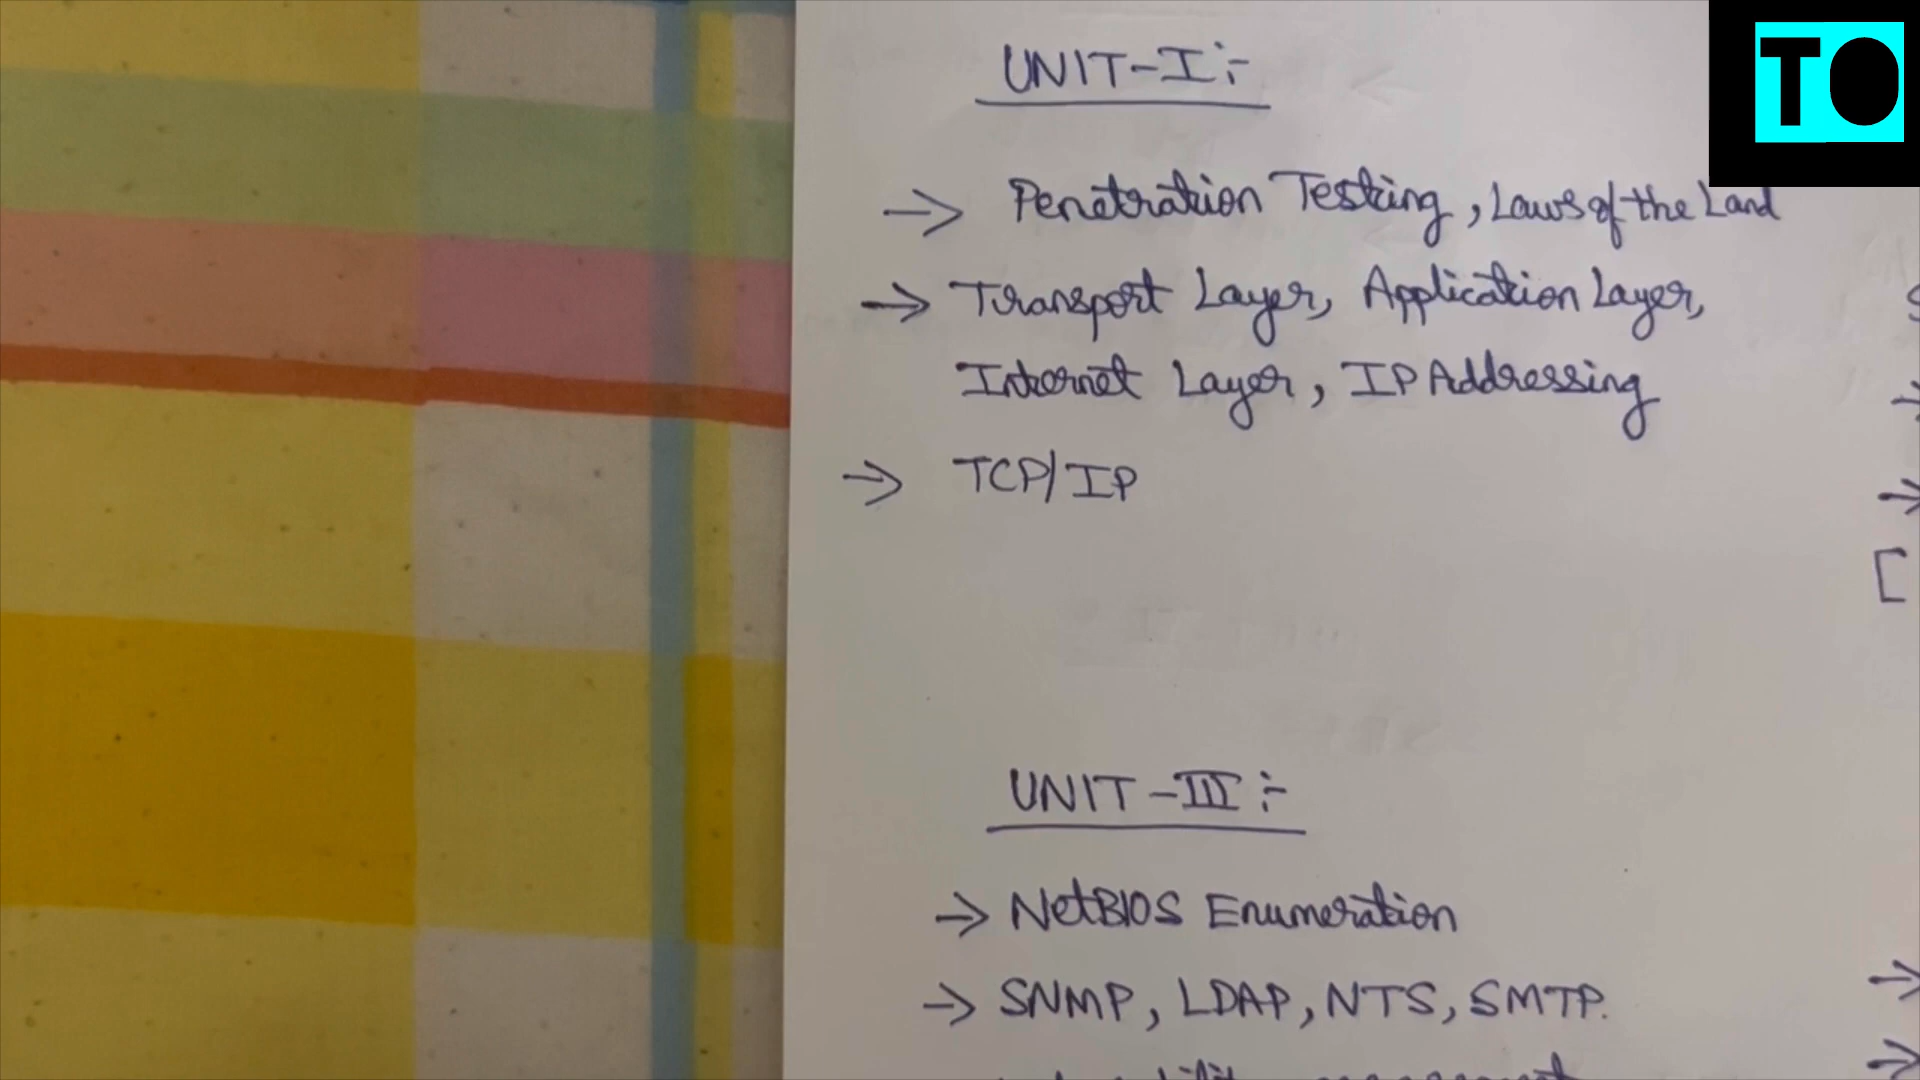 TO
UNIT-I:-
→ Penetration Testing, Laws of the Land
→ Transport Layer, Application Layer,
Internet Layer, IP Addressing
→ TCP/IP
UNIT-III:-
→ NetBIOS Enumeration
→ SNMP, LDAP, NTS, SMTP.